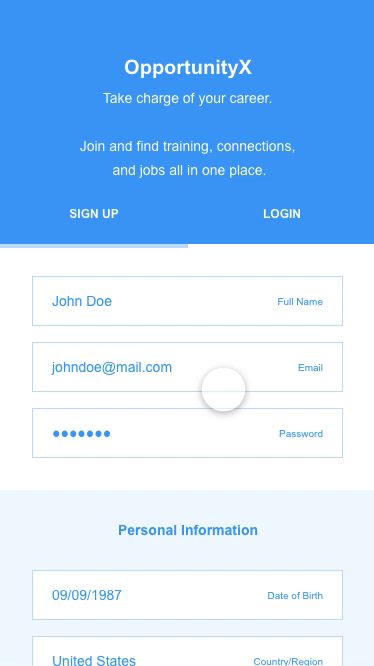 OpportunityX
Take charge of your career.
Join and find training, connections,
and jobs all in one place.
SIGN UP LOGIN
John Doe Full Name
johndoe@mail.com Email
●●●●●●● Password
Personal Information
09/09/1987 Date of Birth
United States Country/Region